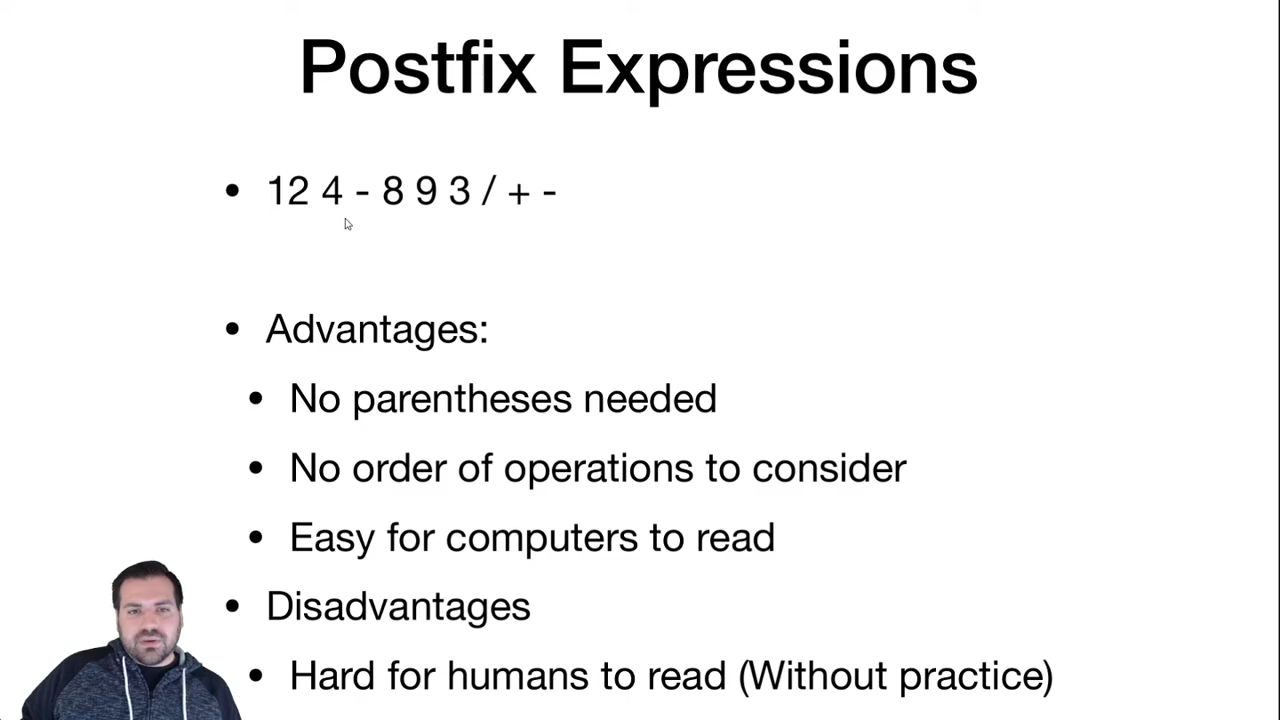 Postfix Expressions
• 12 4 - 8 9 3 / + -
• Advantages:
• No parentheses needed
• No order of operations to consider
• Easy for computers to read
• Disadvantages
• Hard for humans to read (Without practice)